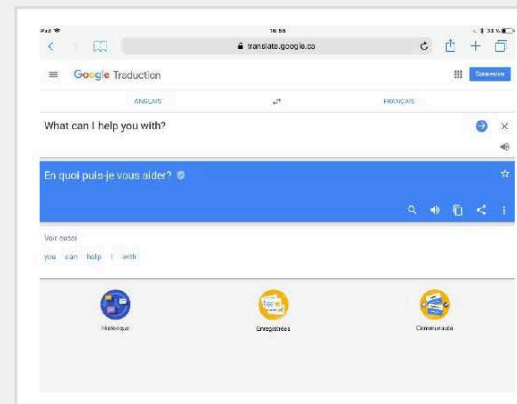 iPad 16:55
translate.google.ca
Google Traduction
Connexion
ANGLAIS FRANÇAIS
What can I help you with?
En quoi puis-je vous aider?
Voir aussi
you can help I with
Historique Enregistrées Communauté